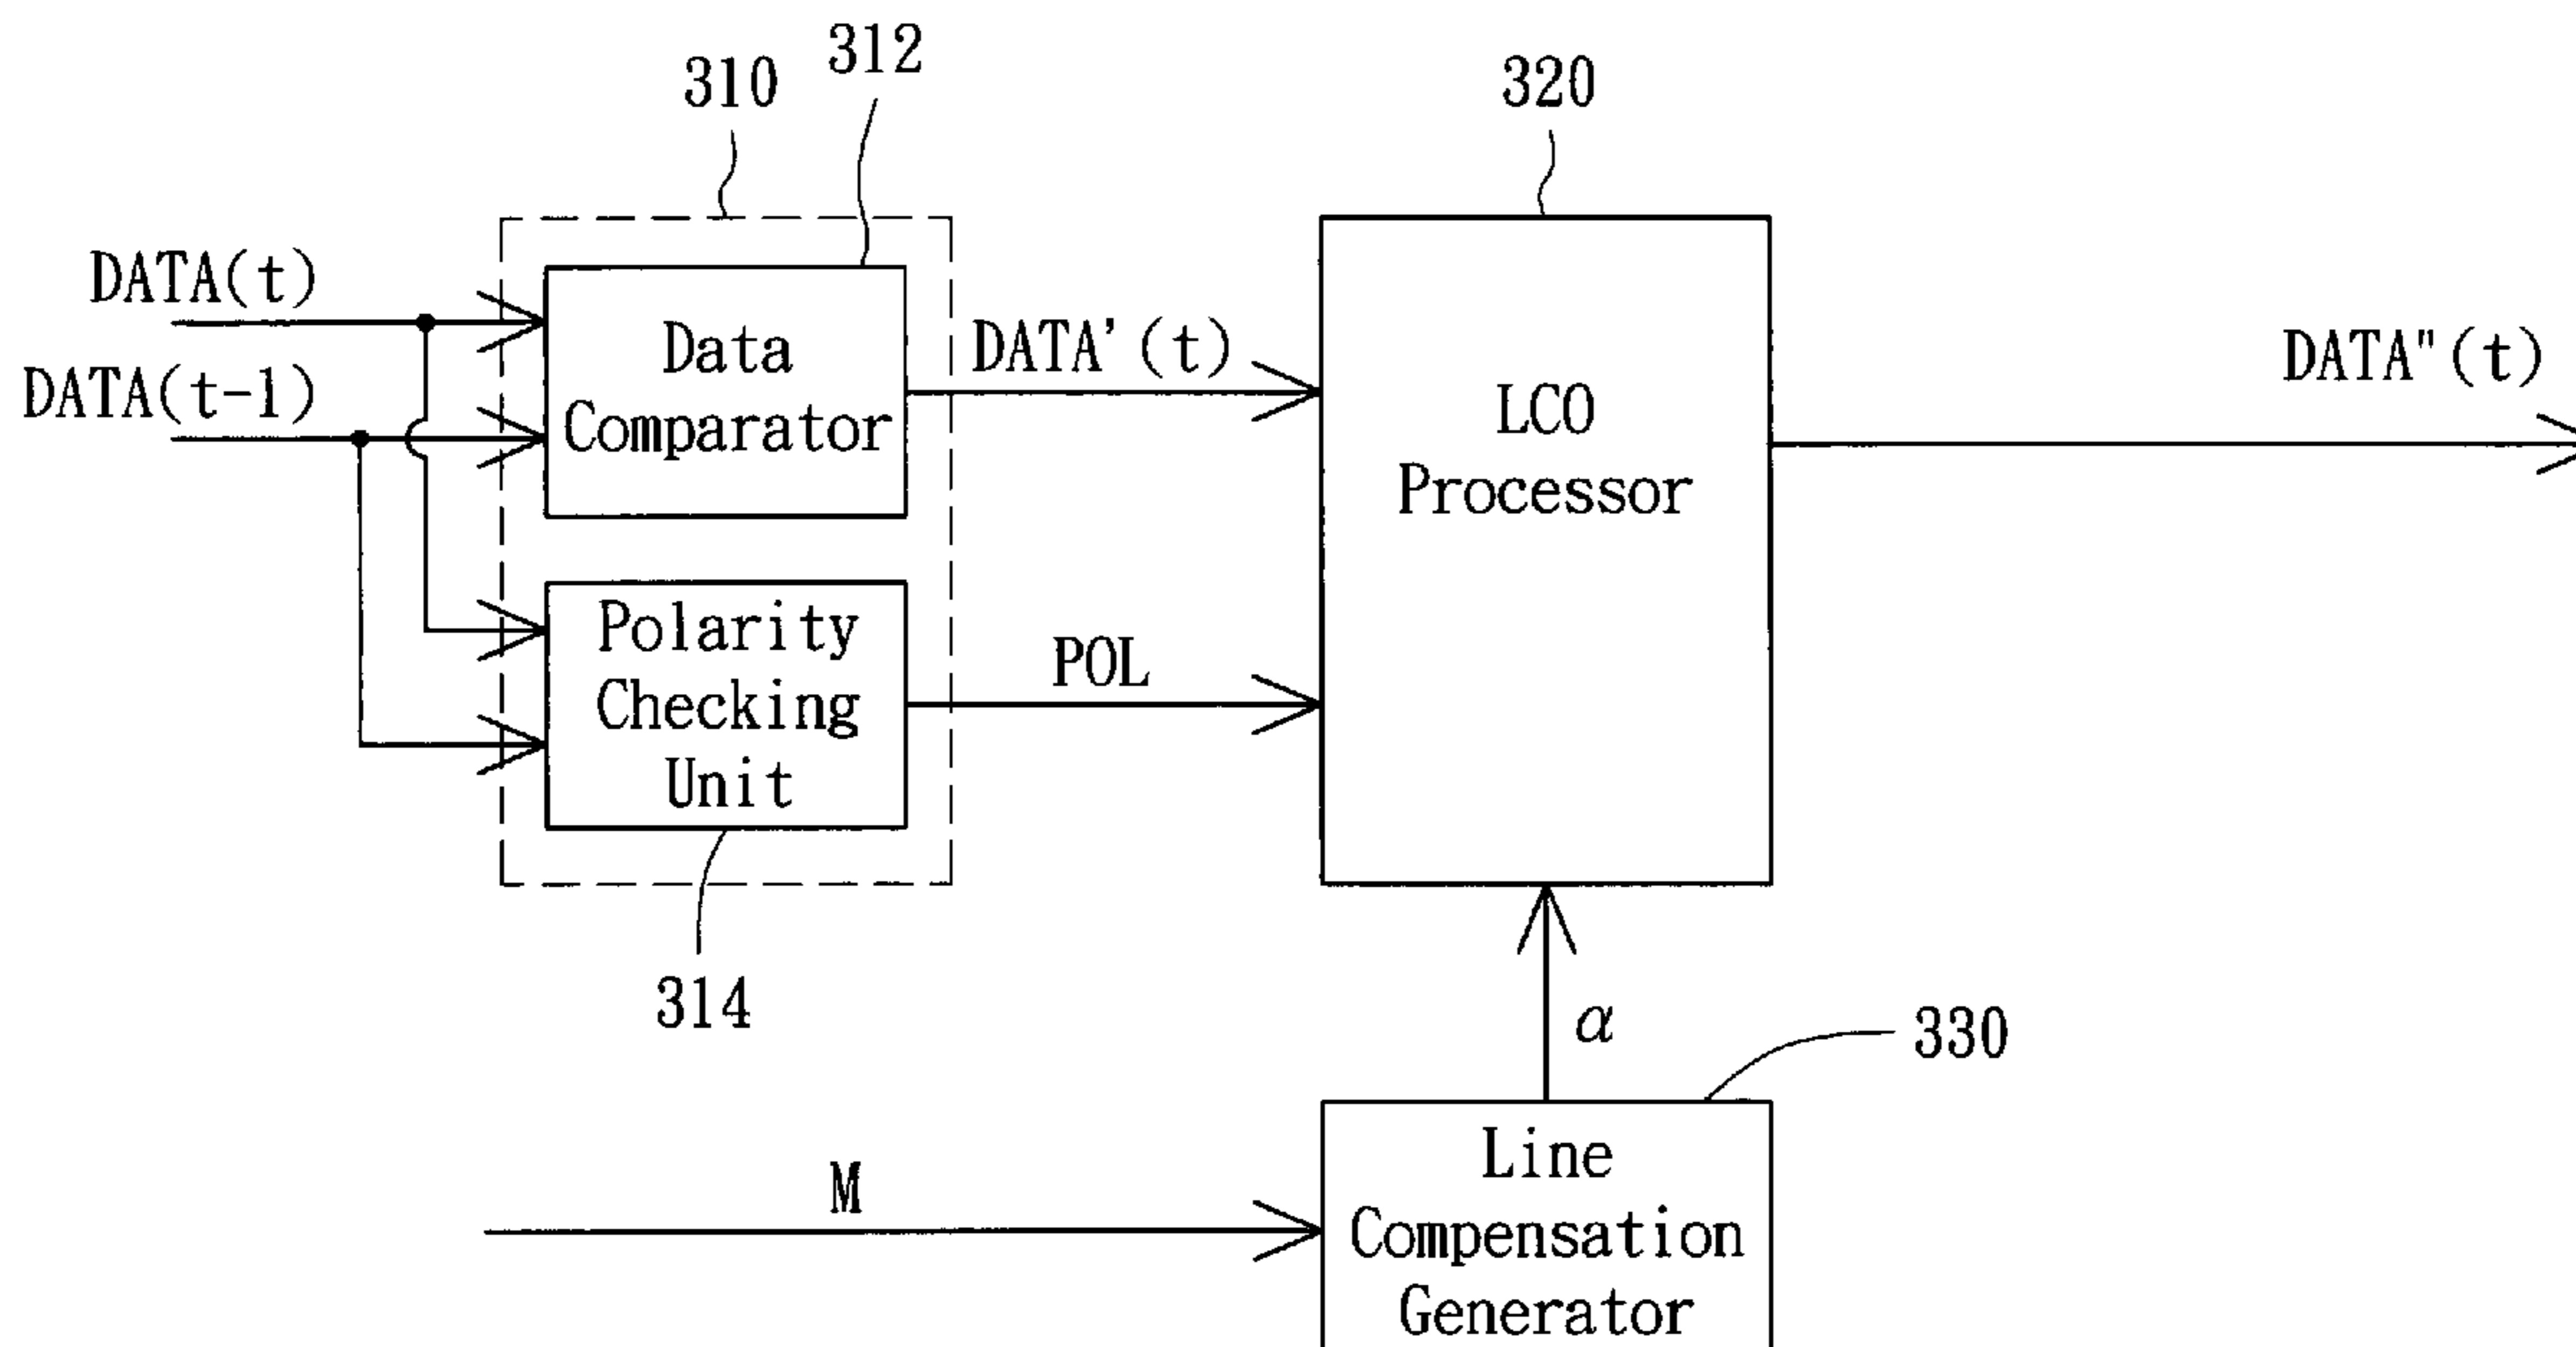 312
310
320
DATA(t)
DATA(t-1)
Data
Comparator
DATA'(t)
LCO
Processor
DATA"(t)
Polarity
Checking
Unit
POL
314
α
330
M
Line
Compensation
Generator